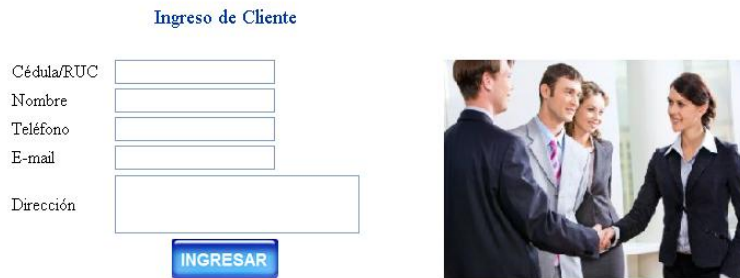 Ingreso de Cliente
Cédula/RUC
Nombre
Teléfono
E-mail
Dirección
INGRESAR